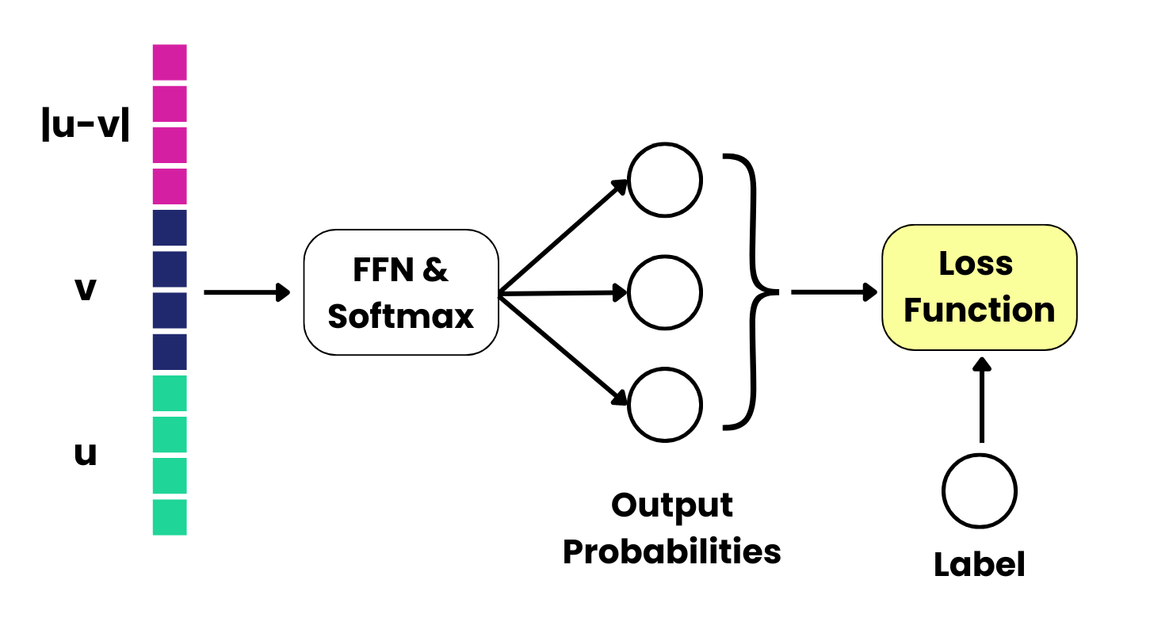 |u-v|
v
u
FFN &
Softmax
Output
Probabilities
Loss
Function
Label